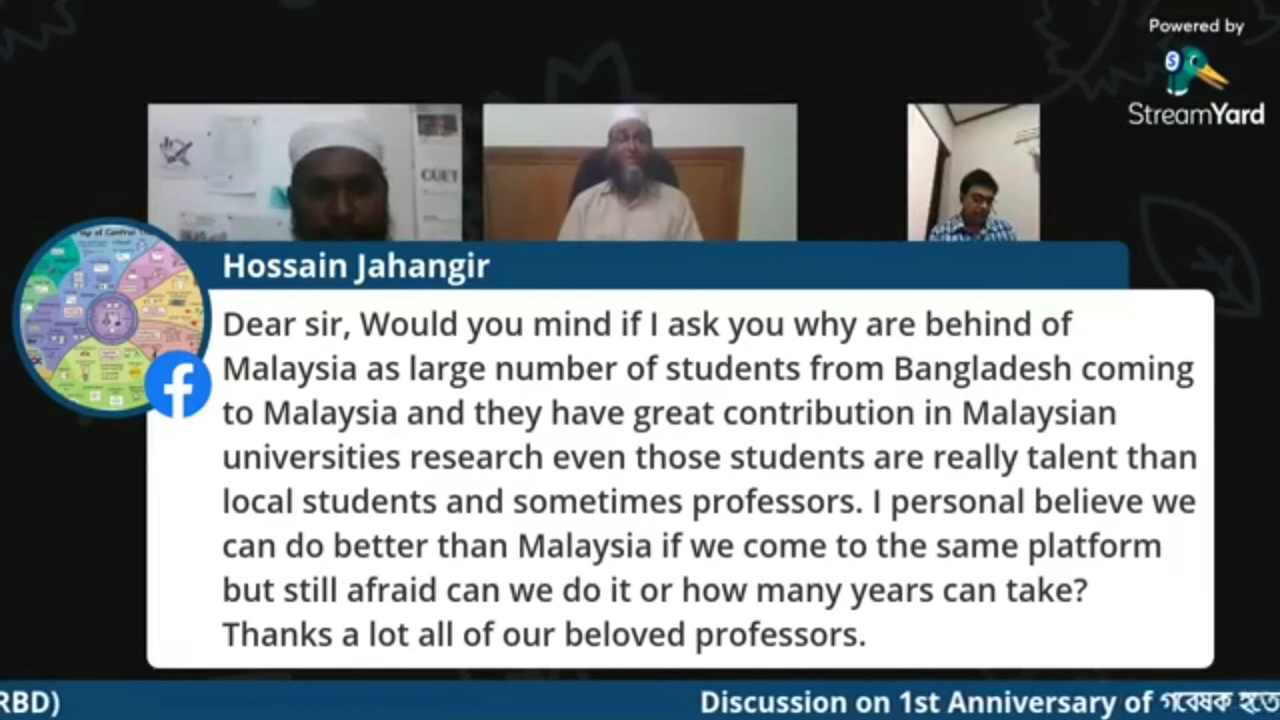 Powered by
StreamYard
CUET
Hossain Jahangir
Dear sir, Would you mind if I ask you why are behind of
Malaysia as large number of students from Bangladesh coming
to Malaysia and they have great contribution in Malaysian
universities research even those students are really talent than
local students and sometimes professors. I personal believe we
can do better than Malaysia if we come to the same platform
but still afraid can we do it or how many years can take?
Thanks a lot all of our beloved professors.
RBD)
Discussion on 1st Anniversary of গবেষক হতে